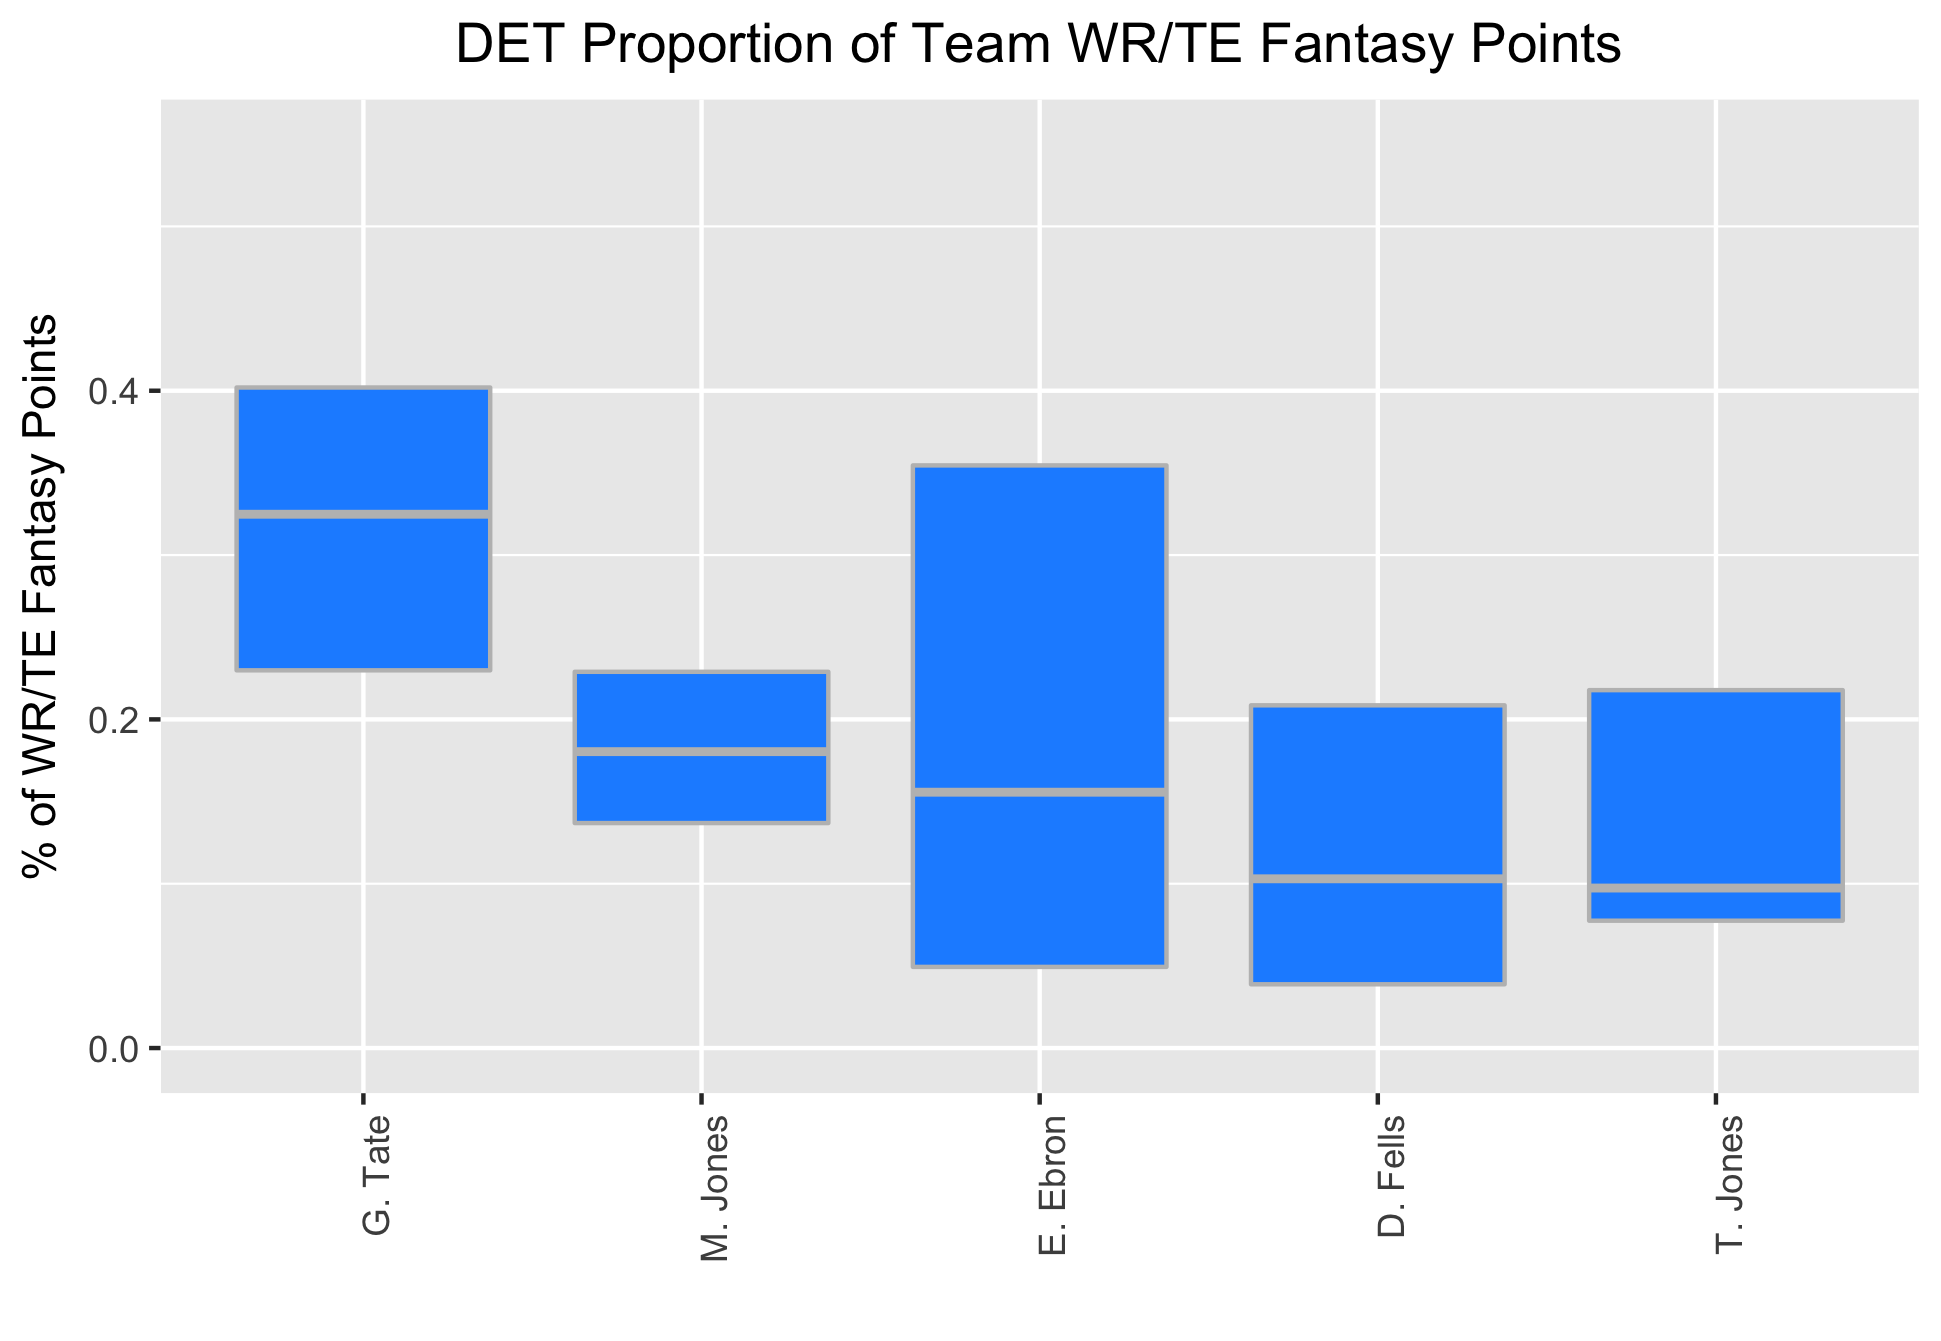 DET Proportion of Team WR/TE Fantasy Points
% of WR/TE Fantasy Points
0.4
0.2
0.0
G. Tate
M. Jones
E. Ebron
D. Fells
T. Jones